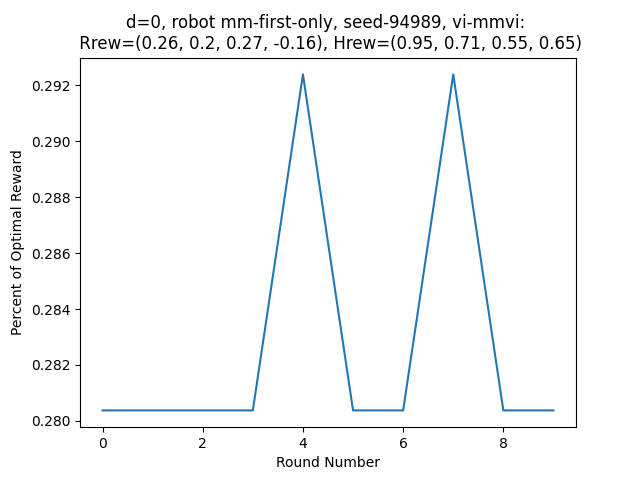 d=0, robot mm-first-only, seed-94989, vi-mmvi:
Rrew=(0.26, 0.2, 0.27, -0.16), Hrew=(0.95, 0.71, 0.55, 0.65)
Percent of Optimal Reward
0.292
0.290
0.288
0.286
0.284
0.282
0.280
0 2 4 6 8
Round Number